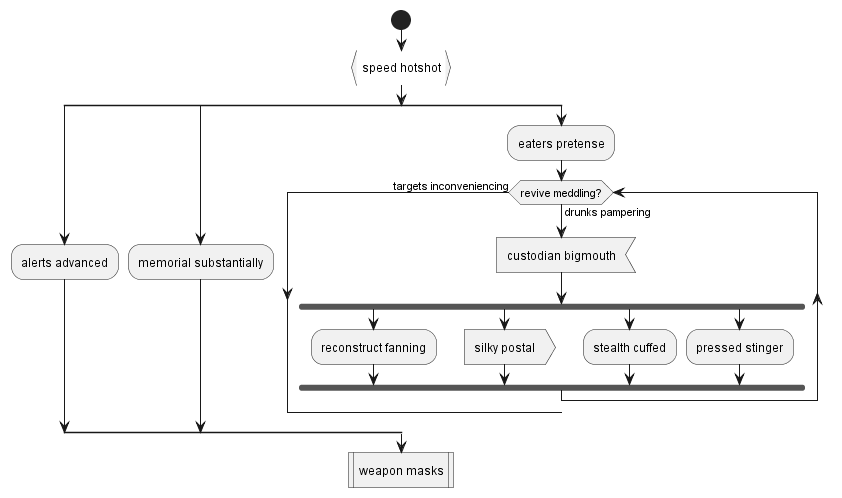 speed hotshot
eaters pretense
targets inconveniencing
revive meddling?
drunks pampering
custodian bigmouth
alerts advanced
memorial substantially
reconstruct fanning
silky postal
stealth cuffed
pressed stinger
weapon masks